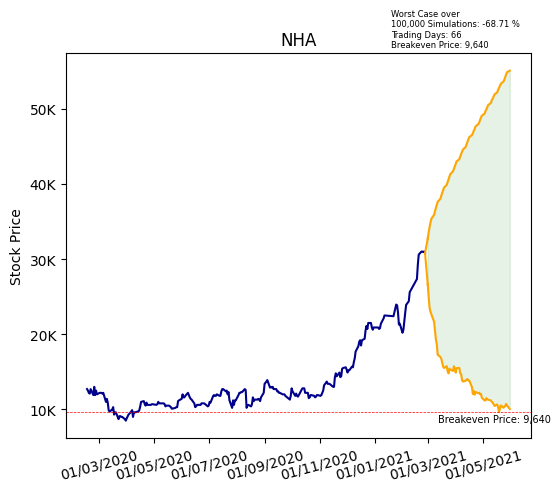 Worst Case over
100,000 Simulations: -68.71 %
Trading Days: 66
Breakeven Price: 9,640
NHA
Stock Price
50K
40K
30K
20K
10K
Breakeven Price: 9,640
01/03/2020 01/05/2020 01/07/2020 01/09/2020 01/11/2020 01/01/2021 01/03/2021 01/05/2021